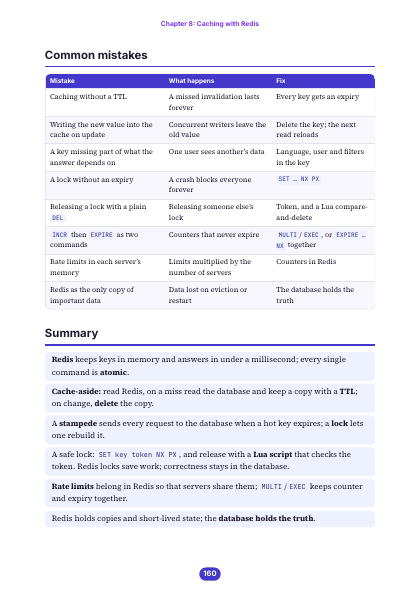 Chapter 8: Caching with Redis
Common mistakes
Mistake What happens Fix
Caching without a TTL A missed invalidation lasts forever Every key gets an expiry
Writing the new value into the cache on update Concurrent writers leave the old value Delete the key; the next read reloads
A key missing part of what the answer depends on One user sees another's data Language, user and filters in the key
A lock without an expiry A crash blocks everyone forever SET … NX PX
Releasing a lock with a plain DEL Releasing someone else's lock Token, and a Lua compare-and-delete
INCR then EXPIRE as two commands Counters that never expire MULTI / EXEC , or EXPIRE … NX together
Rate limits in each server's memory Limits multiplied by the number of servers Counters in Redis
Redis as the only copy of important data Data lost on eviction or restart The database holds the truth
Summary
Redis keeps keys in memory and answers in under a millisecond; every single
command is atomic.
Cache-aside: read Redis, on a miss read the database and keep a copy with a TTL;
on change, delete the copy.
A stampede sends every request to the database when a hot key expires; a lock lets
one rebuild it.
A safe lock: SET key token NX PX , and release with a Lua script that checks the
token. Redis locks save work; correctness stays in the database.
Rate limits belong in Redis so that servers share them; MULTI / EXEC keeps counter
and expiry together.
Redis holds copies and short-lived state; the database holds the truth.
160